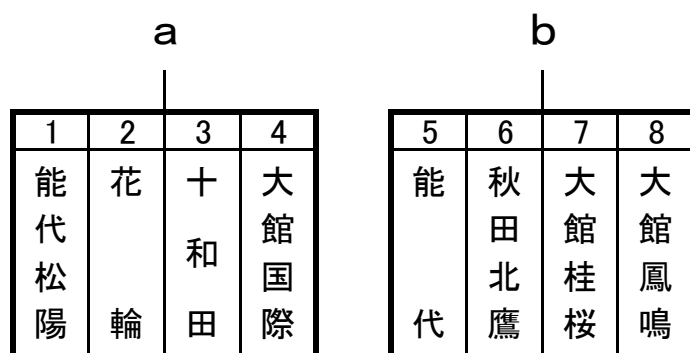 a
b
1 2 3 4
能代松陽
花輪
十和田
大館国際
5 6 7 8
能代
秋田北鷹
大館桂桜
大館鳳鳴